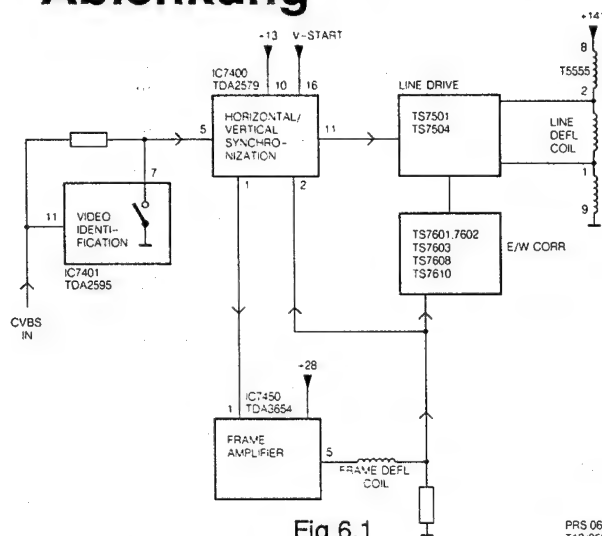 Ablenkung
+13 V-START
+141
IC7400
TDA2579
10 16
8
T5555
2
LINE DRIVE
HORIZONTAL/
VERTICAL
SYNCHRO-
NIZATION
5
11
TS7501
TS7504
LINE
DEFL
COIL
1
9
7
1
2
11
VIDEO
IDENTI-
FICATION
TS7601,7602
TS7603
TS7608
TS7610
E/W CORR
IC7401
TDA2595
CVBS
IN
+28
IC7450
TDA3654
1
FRAME
AMPLIFIER
5
FRAME DEFL
COIL
Fig 6.1
PRS 06